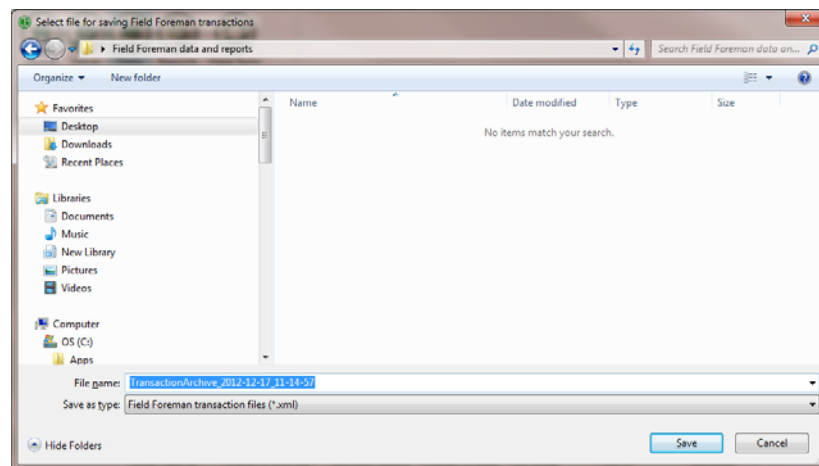 Select file for saving Field Foreman transactions
Field Foreman data and reports
Search Field Foreman data an...
Organize
New folder
Name
Date modified
Type
Size
No items match your search.
Favorites
Desktop
Downloads
Recent Places
Libraries
Documents
Music
New Library
Pictures
Videos
Computer
OS (C:)
Apps
File name: TransactionArchive_2012-12-17_11-14-57
Save as type: Field Foreman transaction files (*.xml)
Hide Folders
Save
Cancel